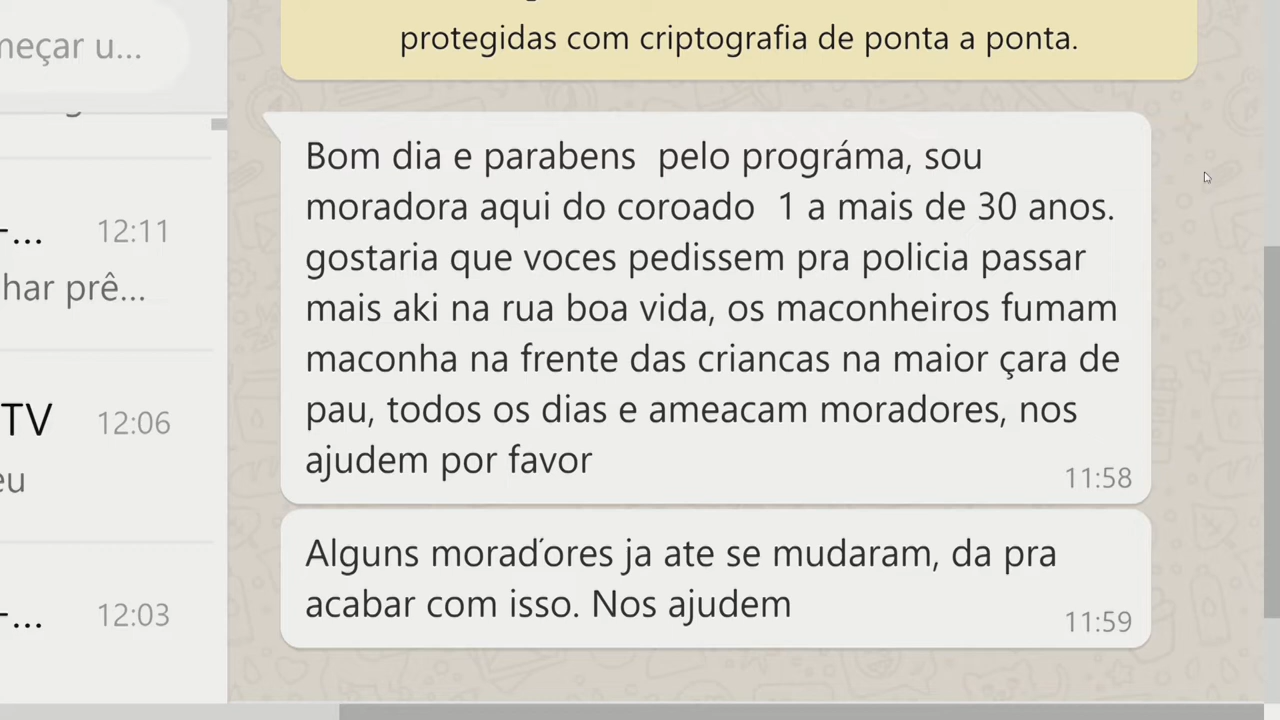 protegidas com criptografia de ponta a ponta.
meçar u...
Bom dia e parabens  pelo prográma, sou
moradora aqui do coroado  1 a mais de 30 anos.
gostaria que voces pedissem pra policia passar
mais aki na rua boa vida, os maconheiros fumam
maconha na frente das criancas na maior çara de
pau, todos os dias e ameacam moradores, nos
ajudem por favor
11:58
Alguns moraďores ja ate se mudaram, da pra
acabar com isso. Nos ajudem
11:59
-... 12:11
har prê...
TV 12:06
eu
-... 12:03